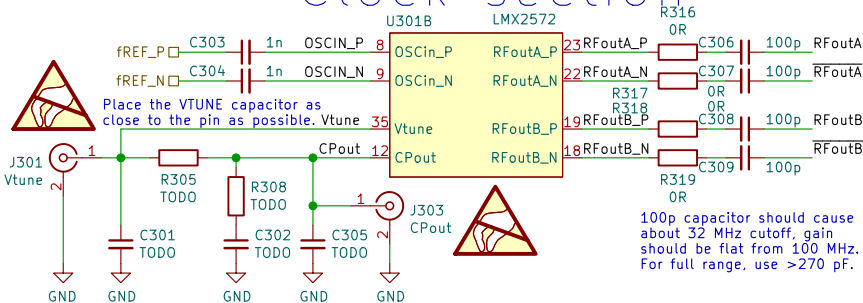 Clock section
U301B
LMX2572
R316
0R
C303
1n
OSCIN_P
8
OSCin_P
RFoutA_P
23
RFoutA_P
C306
100p
RFoutA
fREF_P
C304
1n
OSCIN_N
9
OSCin_N
RFoutA_N
22
RFoutA_N
C307
100p
RFoutA
fREF_N
R317
0R
R318
0R
Place the VTUNE capacitor as
close to the pin as possible.
Vtune
35
Vtune
RFoutB_P
19
RFoutB_P
C308
100p
RFoutB
CPout
12
CPout
RFoutB_N
18
RFoutB_N
C309
100p
RFoutB
R319
0R
J301
Vtune
1
2
R305
TODO
R308
TODO
1
2
J303
CPout
C301
TODO
C302
TODO
C305
TODO
100p capacitor should cause
about 32 MHz cutoff, gain
should be flat from 100 MHz.
For full range, use >270 pF.
GND
GND
GND
GND
GND